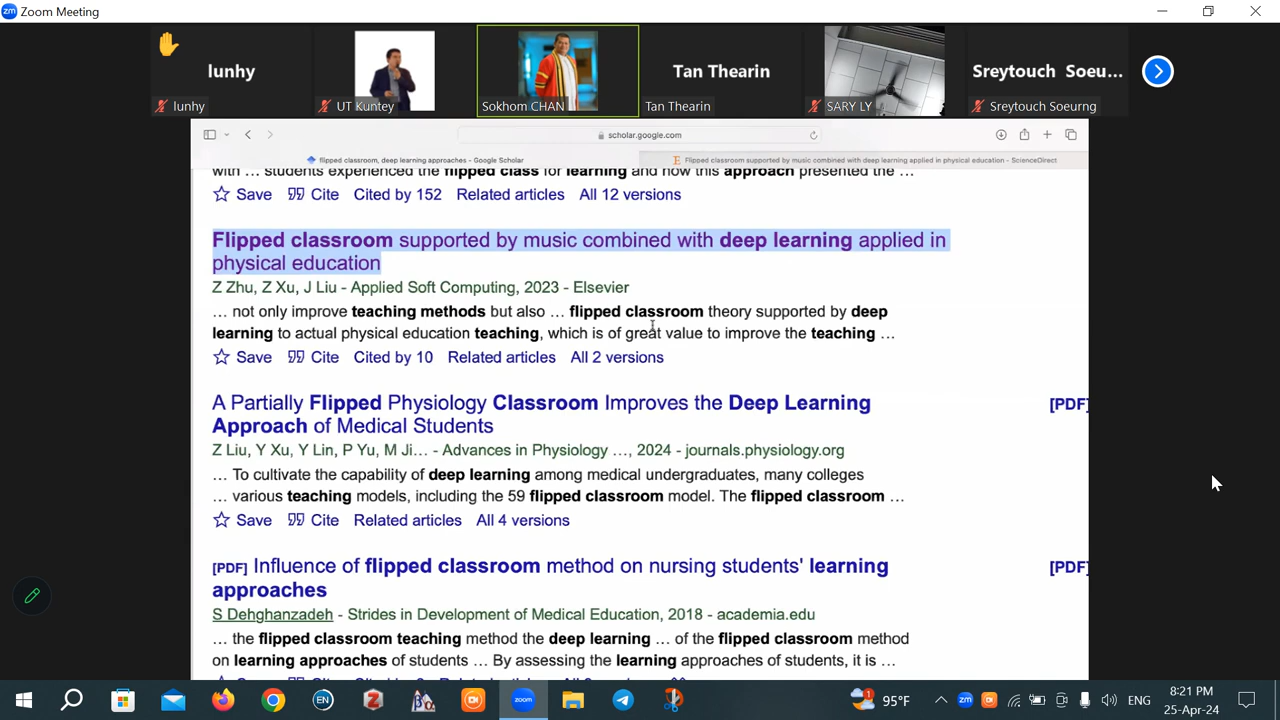 Zoom Meeting
lunhy
lunhy
UT Kuntey
Sokhom CHAN
Tan Thearin
Tan Thearin
SARY LY
Sreytouch Soeu...
Sreytouch Soeurng
scholar.google.com
flipped classroom, deep learning approaches - Google Scholar
Flipped classroom supported by music combined with deep learning applied in physical education - ScienceDirect
with … students experienced the flipped class for learning and how this approach presented the …
Save Cite Cited by 152 Related articles All 12 versions
Flipped classroom supported by music combined with deep learning applied in
physical education
Z Zhu, Z Xu, J Liu - Applied Soft Computing, 2023 - Elsevier
… not only improve teaching methods but also … flipped classroom theory supported by deep
learning to actual physical education teaching, which is of great value to improve the teaching …
Save Cite Cited by 10 Related articles All 2 versions
A Partially Flipped Physiology Classroom Improves the Deep Learning [PDF]
Approach of Medical Students
Z Liu, Y Xu, Y Lin, P Yu, M Ji… - Advances in Physiology …, 2024 - journals.physiology.org
… To cultivate the capability of deep learning among medical undergraduates, many colleges
… various teaching models, including the 59 flipped classroom model. The flipped classroom …
Save Cite Related articles All 4 versions
[PDF] Influence of flipped classroom method on nursing students' learning [PDF]
approaches
S Dehghanzadeh - Strides in Development of Medical Education, 2018 - academia.edu
… the flipped classroom teaching method the deep learning … of the flipped classroom method
on learning approaches of students … By assessing the learning approaches of students, it is …
EN
zoom
zm
1
95°F
ENG
8:21 PM
25-Apr-24